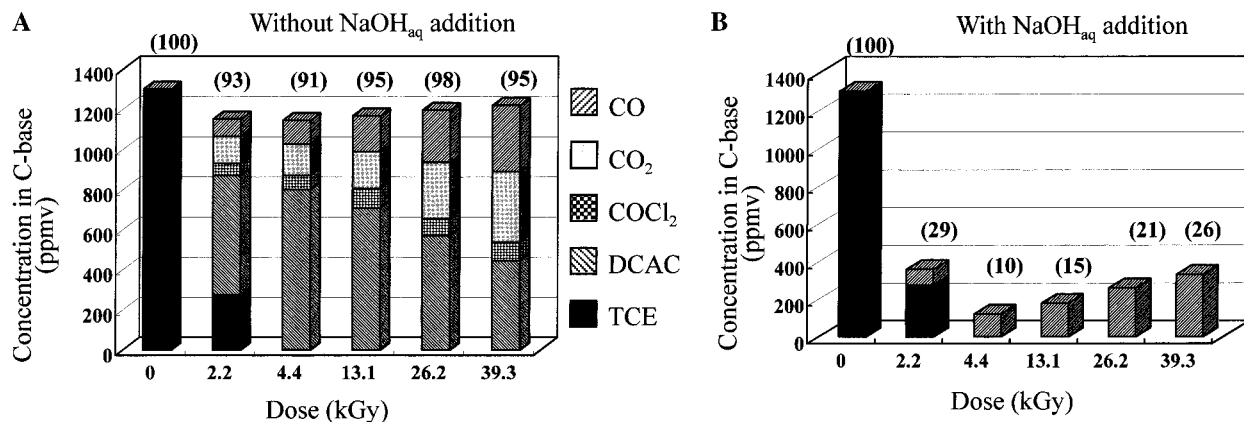 A
Without NaOHaq addition
(100)
(93)
(91)
(95)
(98)
(95)
1400
1200
1000
800
600
400
200
0
Concentration in C-base
(ppmv)
0
2.2
4.4
13.1
26.2
39.3
Dose (kGy)
CO
CO2
COCl2
DCAC
TCE
B
With NaOHaq addition
(100)
(29)
(10)
(15)
(21)
(26)
1400
1200
1000
800
600
400
200
0
Concentration in C-base
(ppmv)
0
2.2
4.4
13.1
26.2
39.3
Dose (kGy)